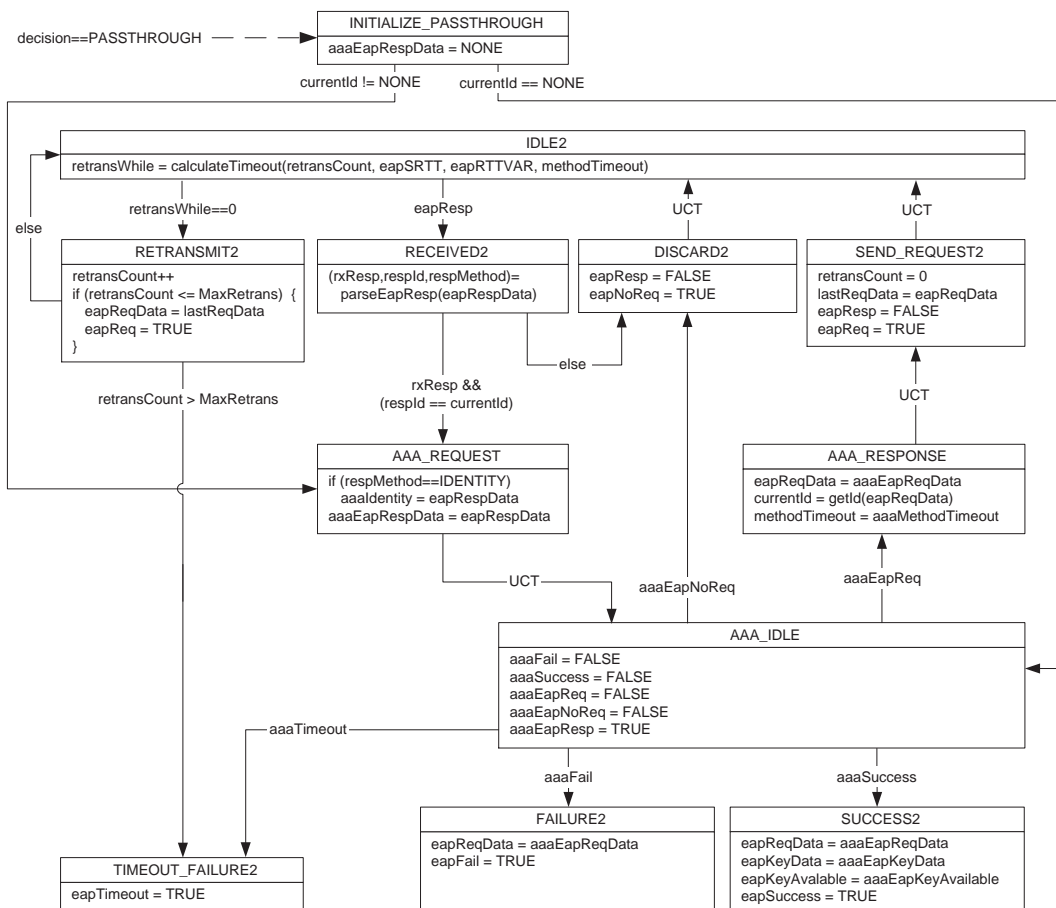 INITIALIZE_PASSTHROUGH
decision==PASSTHROUGH
aaaEapRespData = NONE
currentId != NONE
currentId == NONE
IDLE2
retransWhile = calculateTimeout(retransCount, eapSRTT, eapRTTVAR, methodTimeout)
retransWhile==0
eapResp
UCT
UCT
else
RETRANSMIT2
retransCount++
if (retransCount <= MaxRetrans) {
eapReqData = lastReqData
eapReq = TRUE
}
RECEIVED2
(rxResp,respId,respMethod)=
parseEapResp(eapRespData)
DISCARD2
eapResp = FALSE
eapNoReq = TRUE
SEND_REQUEST2
retransCount = 0
lastReqData = eapReqData
eapResp = FALSE
eapReq = TRUE
else
rxResp &&
(respId == currentId)
retransCount > MaxRetrans
UCT
AAA_REQUEST
if (respMethod==IDENTITY)
aaaIdentity = eapRespData
aaaEapRespData = eapRespData
AAA_RESPONSE
eapReqData = aaaEapReqData
currentId = getId(eapReqData)
methodTimeout = aaaMethodTimeout
UCT
aaaEapNoReq
aaaEapReq
AAA_IDLE
aaaFail = FALSE
aaaSuccess = FALSE
aaaEapReq = FALSE
aaaEapNoReq = FALSE
aaaEapResp = TRUE
aaaTimeout
aaaFail
aaaSuccess
FAILURE2
eapReqData = aaaEapReqData
eapFail = TRUE
SUCCESS2
eapReqData = aaaEapReqData
eapKeyData = aaaEapKeyData
eapKeyAvalable = aaaEapKeyAvailable
eapSuccess = TRUE
TIMEOUT_FAILURE2
eapTimeout = TRUE